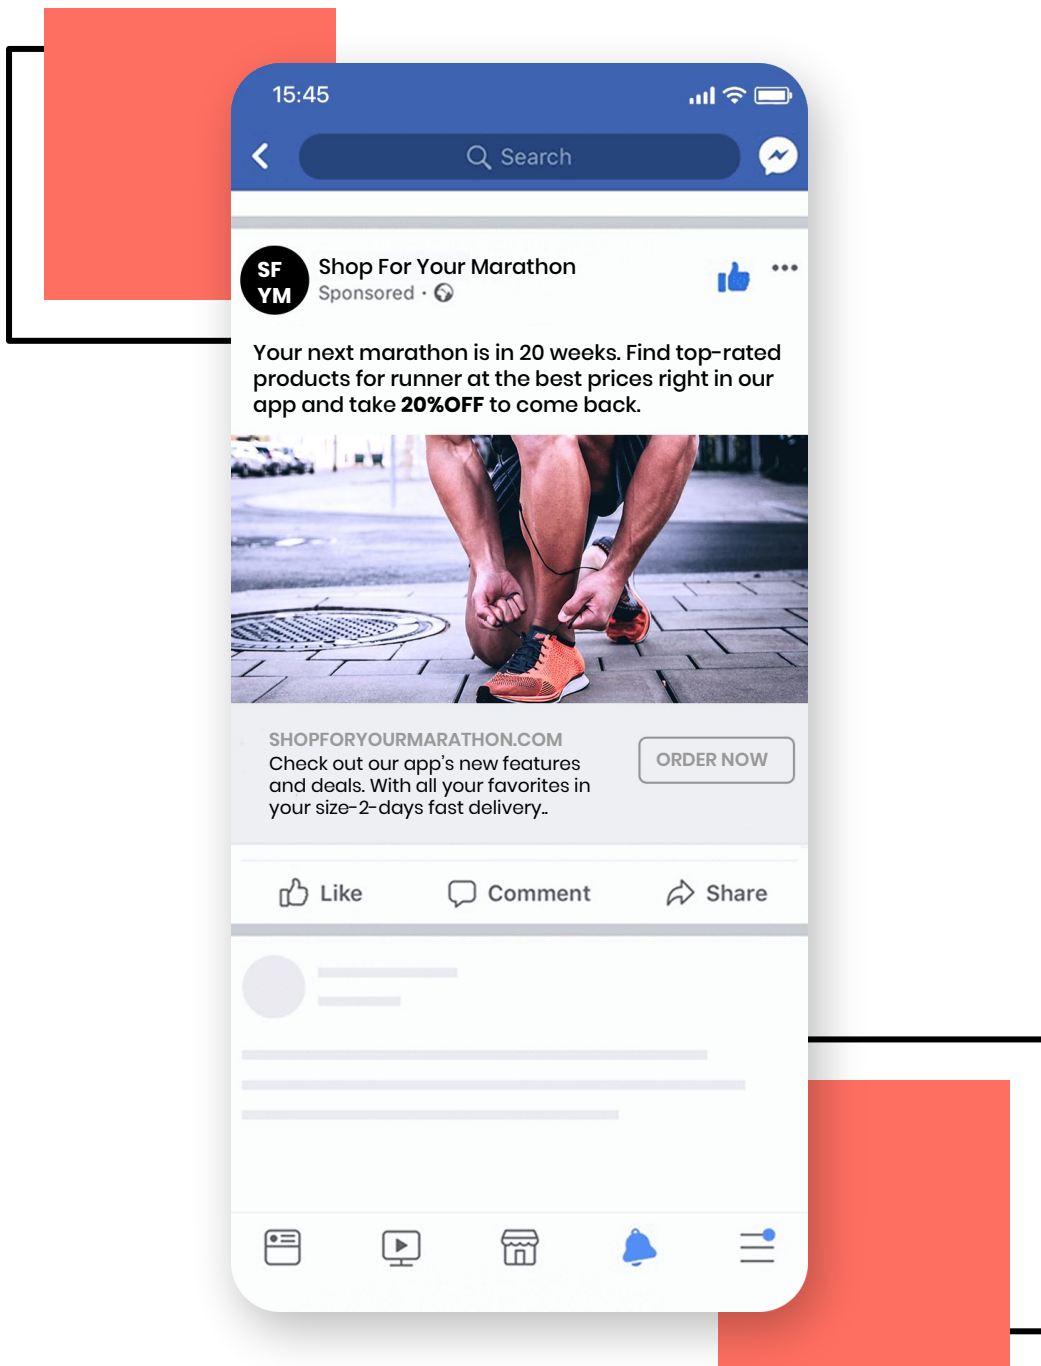 15:45
Search
SF
YM
Shop For Your Marathon
Sponsored ·
Your next marathon is in 20 weeks. Find top-rated
products for runner at the best prices right in our
app and take 20%OFF to come back.
SHOPFORYOURMARATHON.COM
Check out our app's new features
and deals. With all your favorites in
your size-2-days fast delivery..
ORDER NOW
Like
Comment
Share